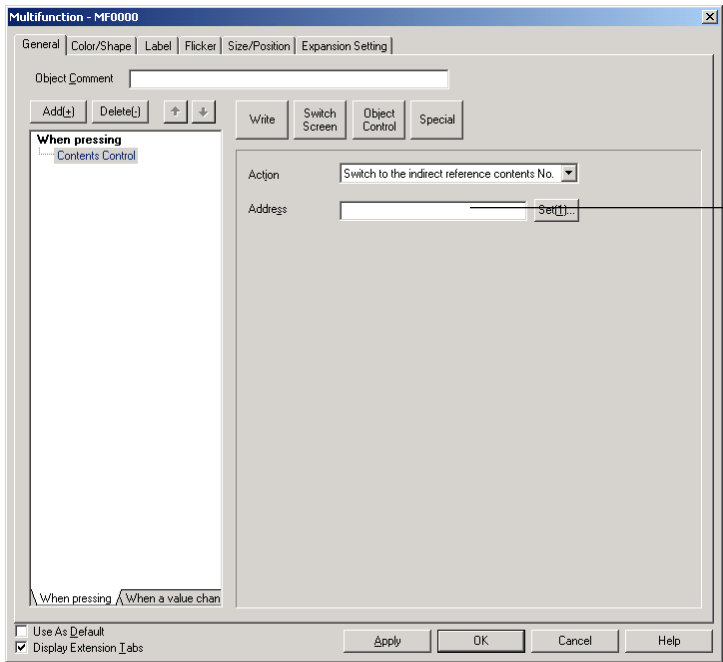 Multifunction - MF0000
General Color/Shape Label Flicker Size/Position Expansion Setting
Object Comment
Add(+) Delete(-)
Write Switch Screen Object Control Special
When pressing
Contents Control
Action Switch to the indirect reference contents No.
Address Set(1)...
When pressing When a value chan
Use As Default
Display Extension Tabs
Apply OK Cancel Help